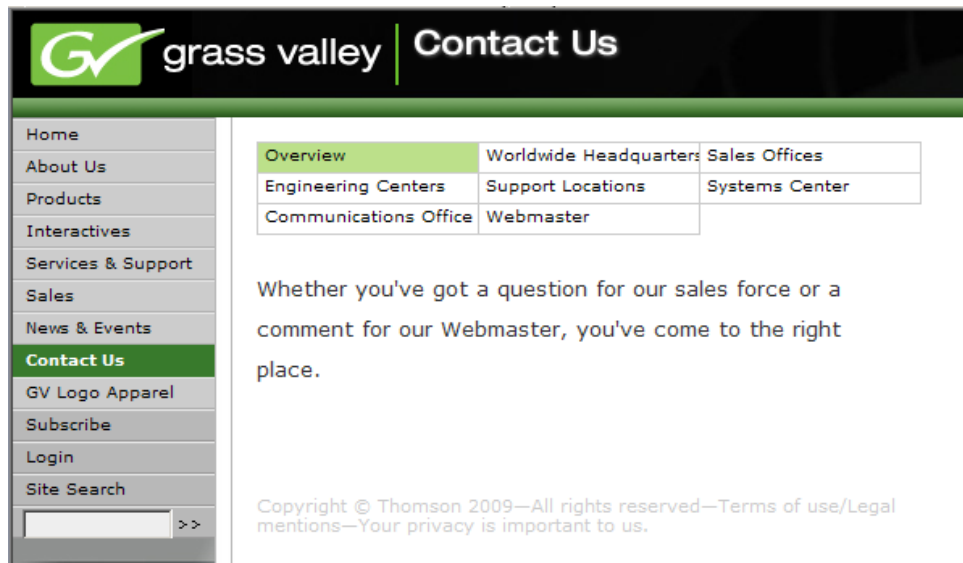 GV grass valley Contact Us
Home
About Us
Products
Interactives
Services & Support
Sales
News & Events
Contact Us
GV Logo Apparel
Subscribe
Login
Site Search
>>
Overview Worldwide Headquarters Sales Offices
Engineering Centers Support Locations Systems Center
Communications Office Webmaster
Whether you've got a question for our sales force or a
comment for our Webmaster, you've come to the right
place.
Copyright © Thomson 2009—All rights reserved—Terms of use/Legal
mentions—Your privacy is important to us.